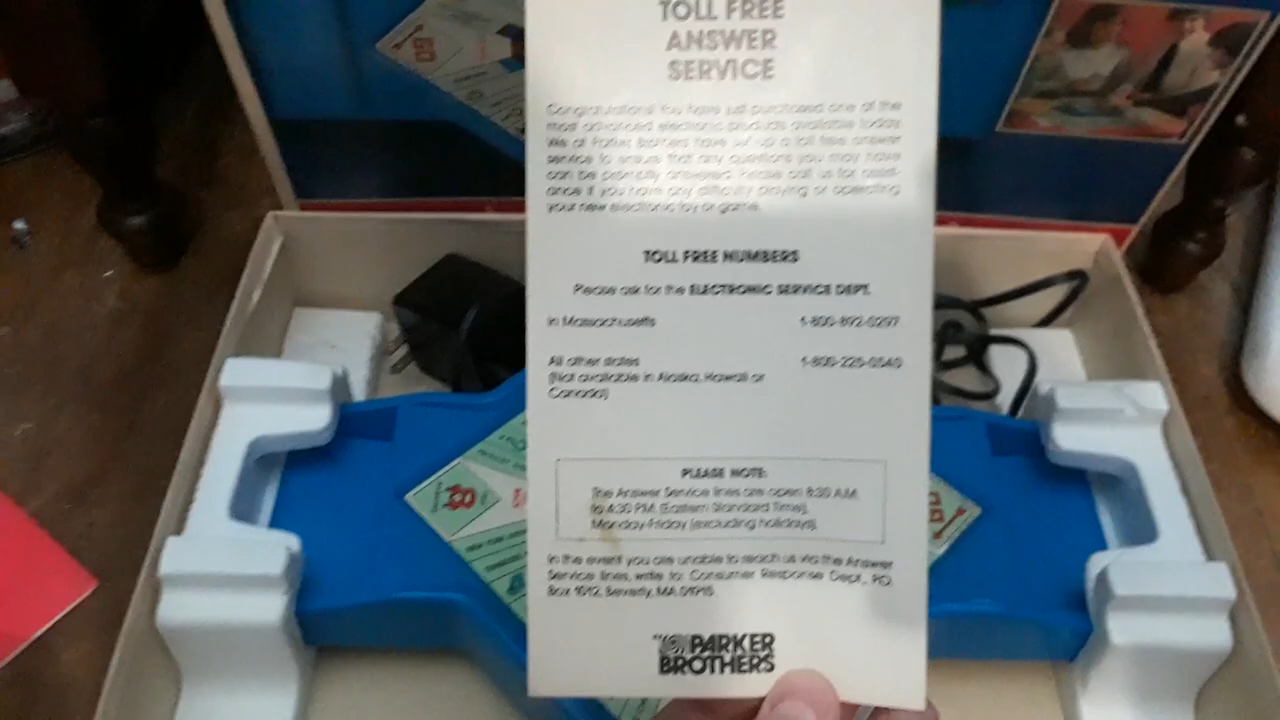 TOLL FREE
ANSWER
SERVICE
Congratulations! You have just purchased one of the
most advanced electronic products available today.
We at Parker Brothers have set up a toll free answer
service to ensure that any questions you may have
can be promptly answered. Please call us for assist-
ance if you have any difficulty playing or operating
your new electronic toy or game.
TOLL FREE NUMBERS
Please ask for the ELECTRONIC SERVICE DEPT.
In Massachusetts 1-800-892-0297
All other states 1-800-225-0540
(Not available in Alaska, Hawaii or
Canada)
PLEASE NOTE:
The Answer Service lines are open 8:30 A.M.
to 4:30 P.M. (Eastern Standard Time),
Monday-Friday (excluding holidays).
In the event you are unable to reach us via the Answer
Service lines, write to: Consumer Response Dept., P.O.
Box 1012, Beverly, MA 01915.
PARKER
BROTHERS